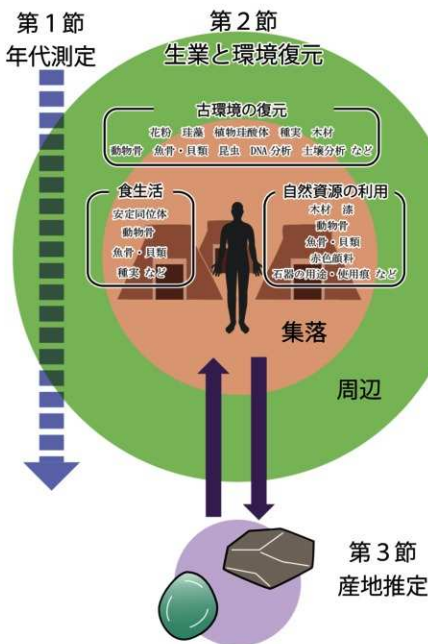 第1節
年代測定
第2節
生業と環境復元
古環境の復元
花粉 珪藻 植物珪酸体 種実 木材
動物骨 魚骨・貝類 昆虫 DNA分析 土壌分析 など
食生活
安定同位体
動物骨
魚骨・貝類
種実 など
自然資源の利用
木材 漆
動物骨
魚骨・貝類
赤色顔料
石器の用途・使用痕 など
集落
周辺
第3節
産地推定